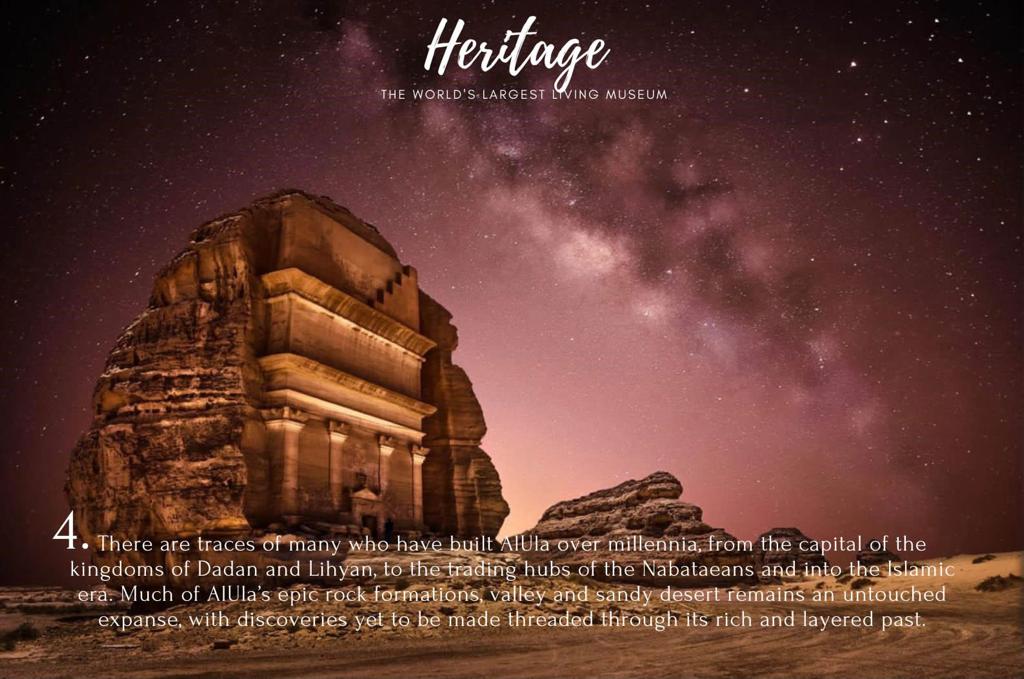 Heritage
THE WORLD'S LARGEST LIVING MUSEUM
4. There are traces of many who have built AlUla over millennia, from the capital of the
kingdoms of Dadan and Lihyan, to the trading hubs of the Nabataeans and into the Islamic
era. Much of AlUla's epic rock formations, valley and sandy desert remains an untouched
expanse, with discoveries yet to be made threaded through its rich and layered past.